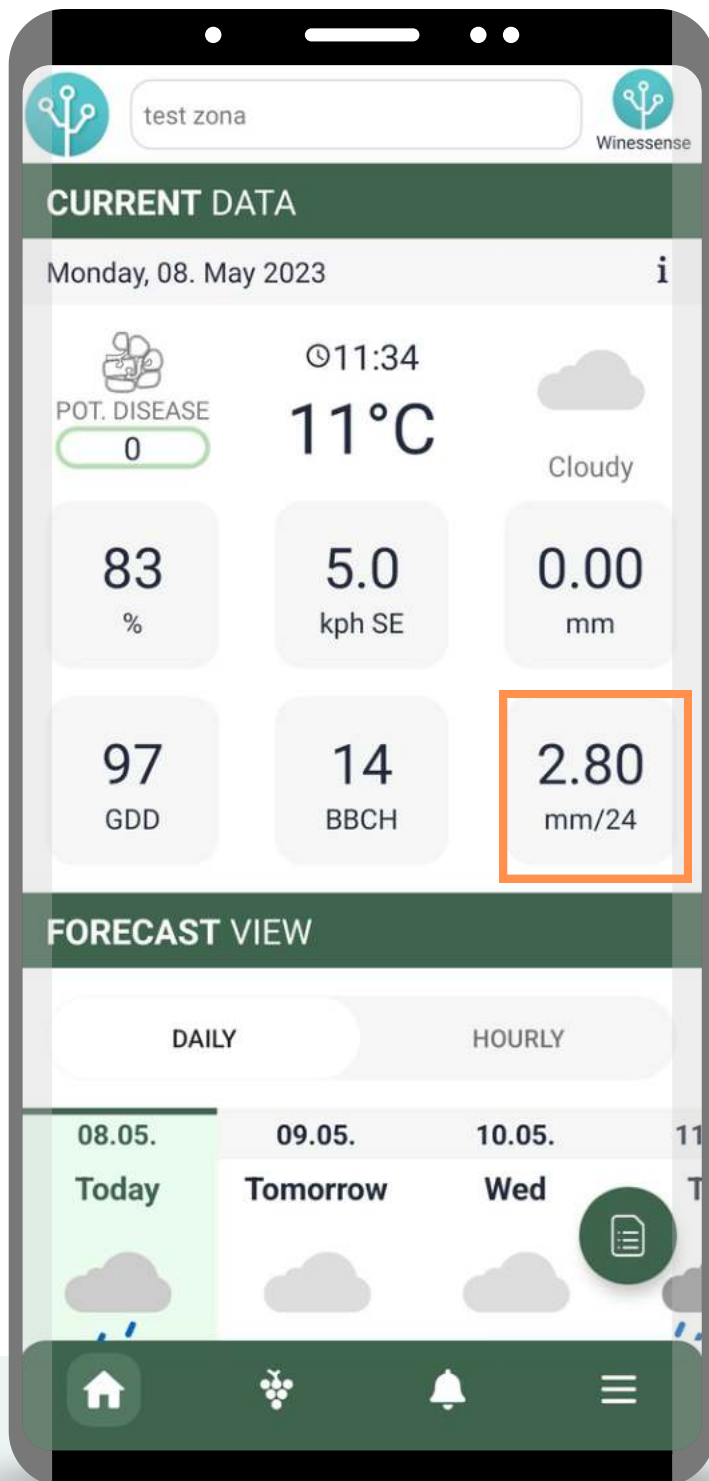 test zona
Winessense
CURRENT DATA
Monday, 08. May 2023
i
POT. DISEASE
0
11:34
11°C
Cloudy
83
%
5.0
kph SE
0.00
mm
97
GDD
14
BBCH
2.80
mm/24
FORECAST VIEW
DAILY
HOURLY
08.05.
09.05.
10.05.
11
Today
Tomorrow
Wed
T